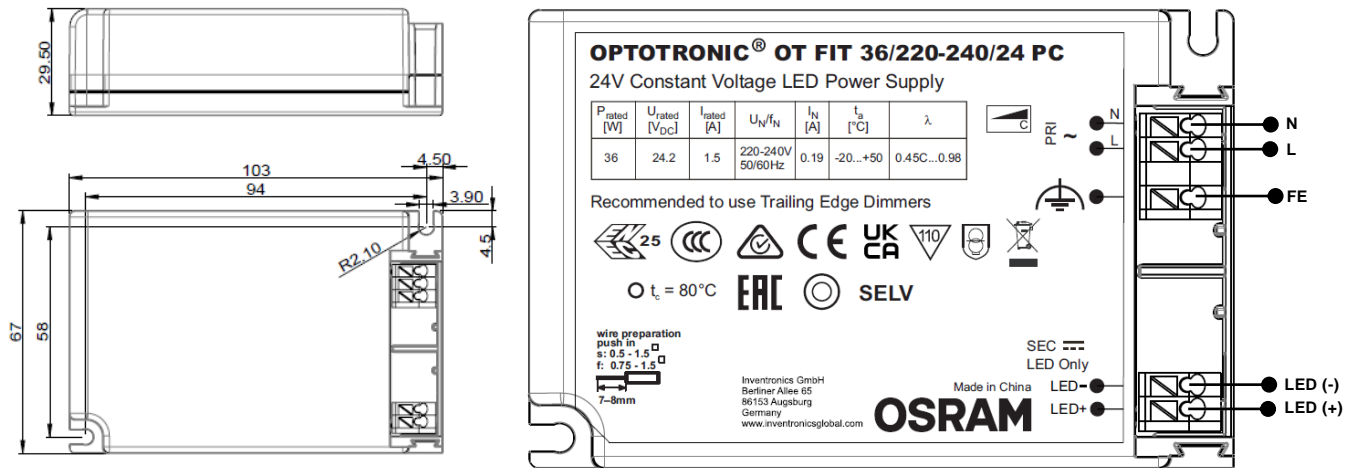 29.50
103
4.50
94
3.90
4.5
R2.10
67
58
OPTOTRONIC® OT FIT 36/220-240/24 PC
24V Constant Voltage LED Power Supply
Prated [W] Urated [VDC] Irated [A] UN/fN IN [A] ta [°C] λ
36 24.2 1.5 220-240V 50/60Hz 0.19 -20...+50 0.45C...0.98
C
PRI ~
N
L
Recommended to use Trailing Edge Dimmers
25 CCC CE UK CA 110
tc = 80°C EAC SELV
wire preparation
push in
s: 0.5 - 1.5
f: 0.75 - 1.5
7–8mm
Inventronics GmbH
Berliner Allee 65
86153 Augsburg
Germany
www.inventronicsglobal.com
SEC
LED Only
Made in China
LED-
LED+
OSRAM
N
L
FE
LED (-)
LED (+)